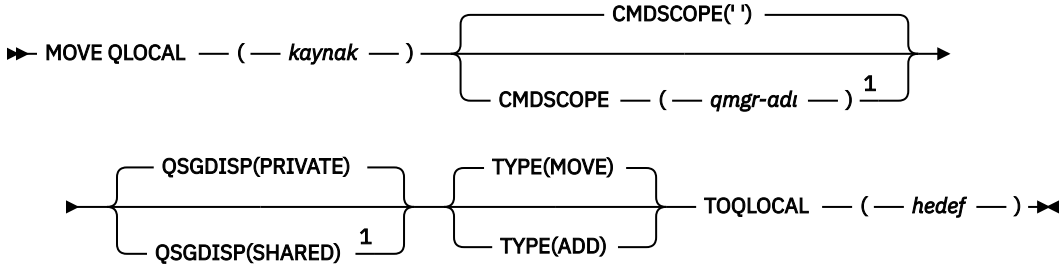 CMDSCOPE(' ')
MOVE QLOCAL ( kaynak )
CMDSCOPE ( qmgr-adı ) 1
QSGDISP(PRIVATE) TYPE(MOVE)
TOQLOCAL ( hedef )
QSGDISP(SHARED) 1 TYPE(ADD)